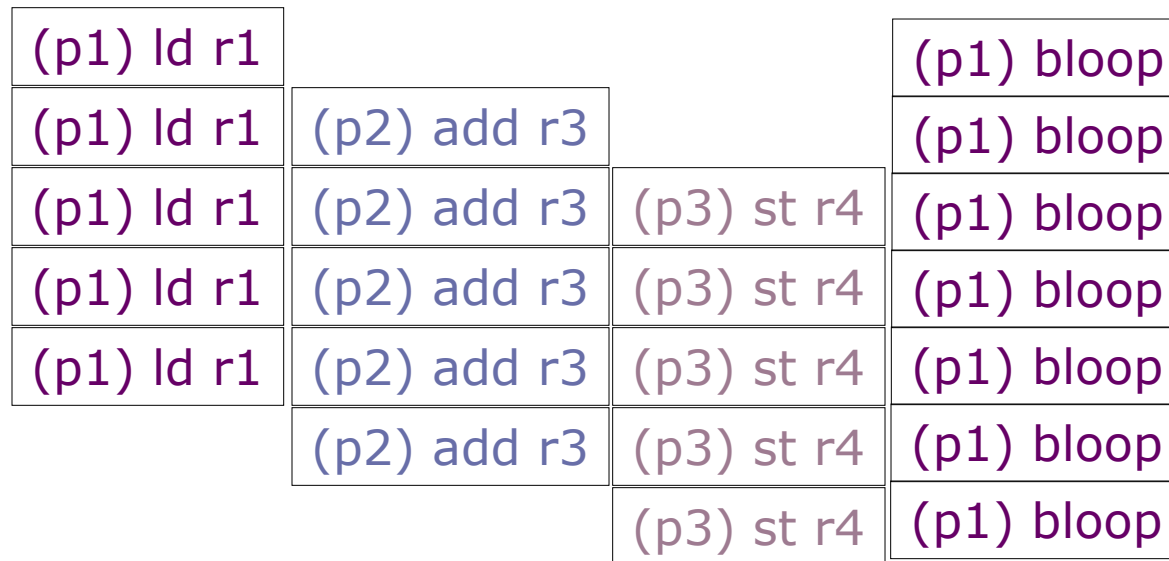 (p1) ld r1 (p1) bloop
(p1) ld r1 (p2) add r3 (p1) bloop
(p1) ld r1 (p2) add r3 (p3) st r4 (p1) bloop
(p1) ld r1 (p2) add r3 (p3) st r4 (p1) bloop
(p1) ld r1 (p2) add r3 (p3) st r4 (p1) bloop
(p2) add r3 (p3) st r4 (p1) bloop
(p3) st r4 (p1) bloop